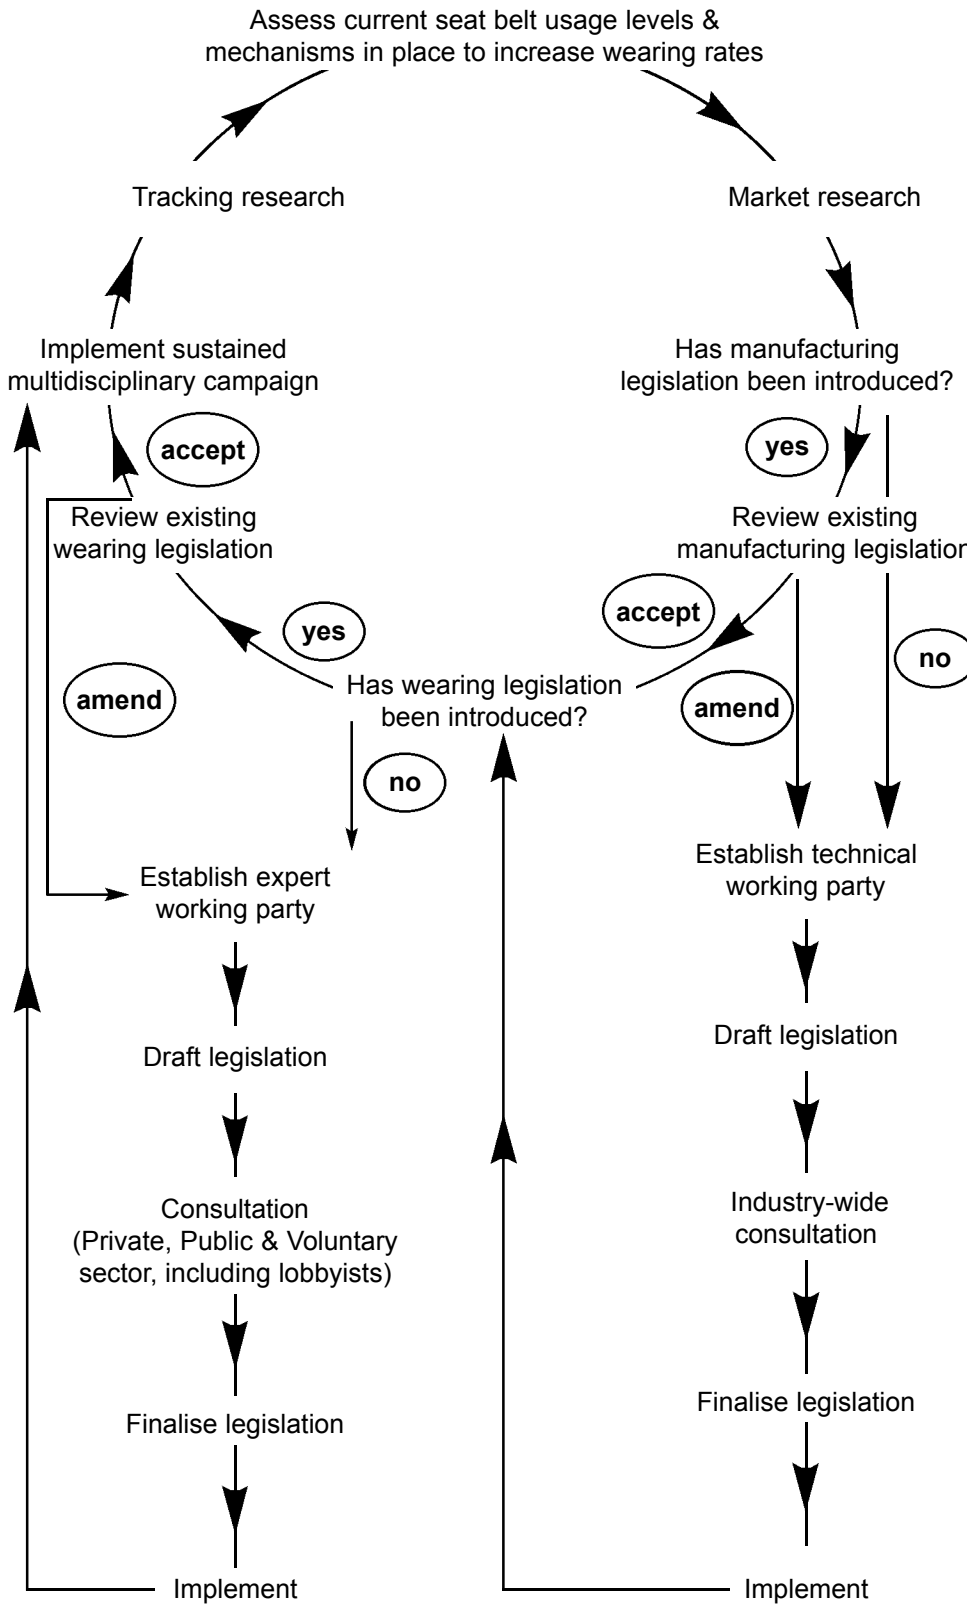 Assess current seat belt usage levels &
mechanisms in place to increase wearing rates
Tracking research
Market research
Implement sustained
multidisciplinary campaign
Has manufacturing
legislation been introduced?
accept
yes
Review existing
wearing legislation
Review existing
manufacturing legislation
accept
yes
no
amend
Has wearing legislation
been introduced?
amend
no
Establish expert
working party
Establish technical
working party
Draft legislation
Draft legislation
Consultation
(Private, Public & Voluntary
sector, including lobbyists)
Industry-wide
consultation
Finalise legislation
Finalise legislation
Implement
Implement